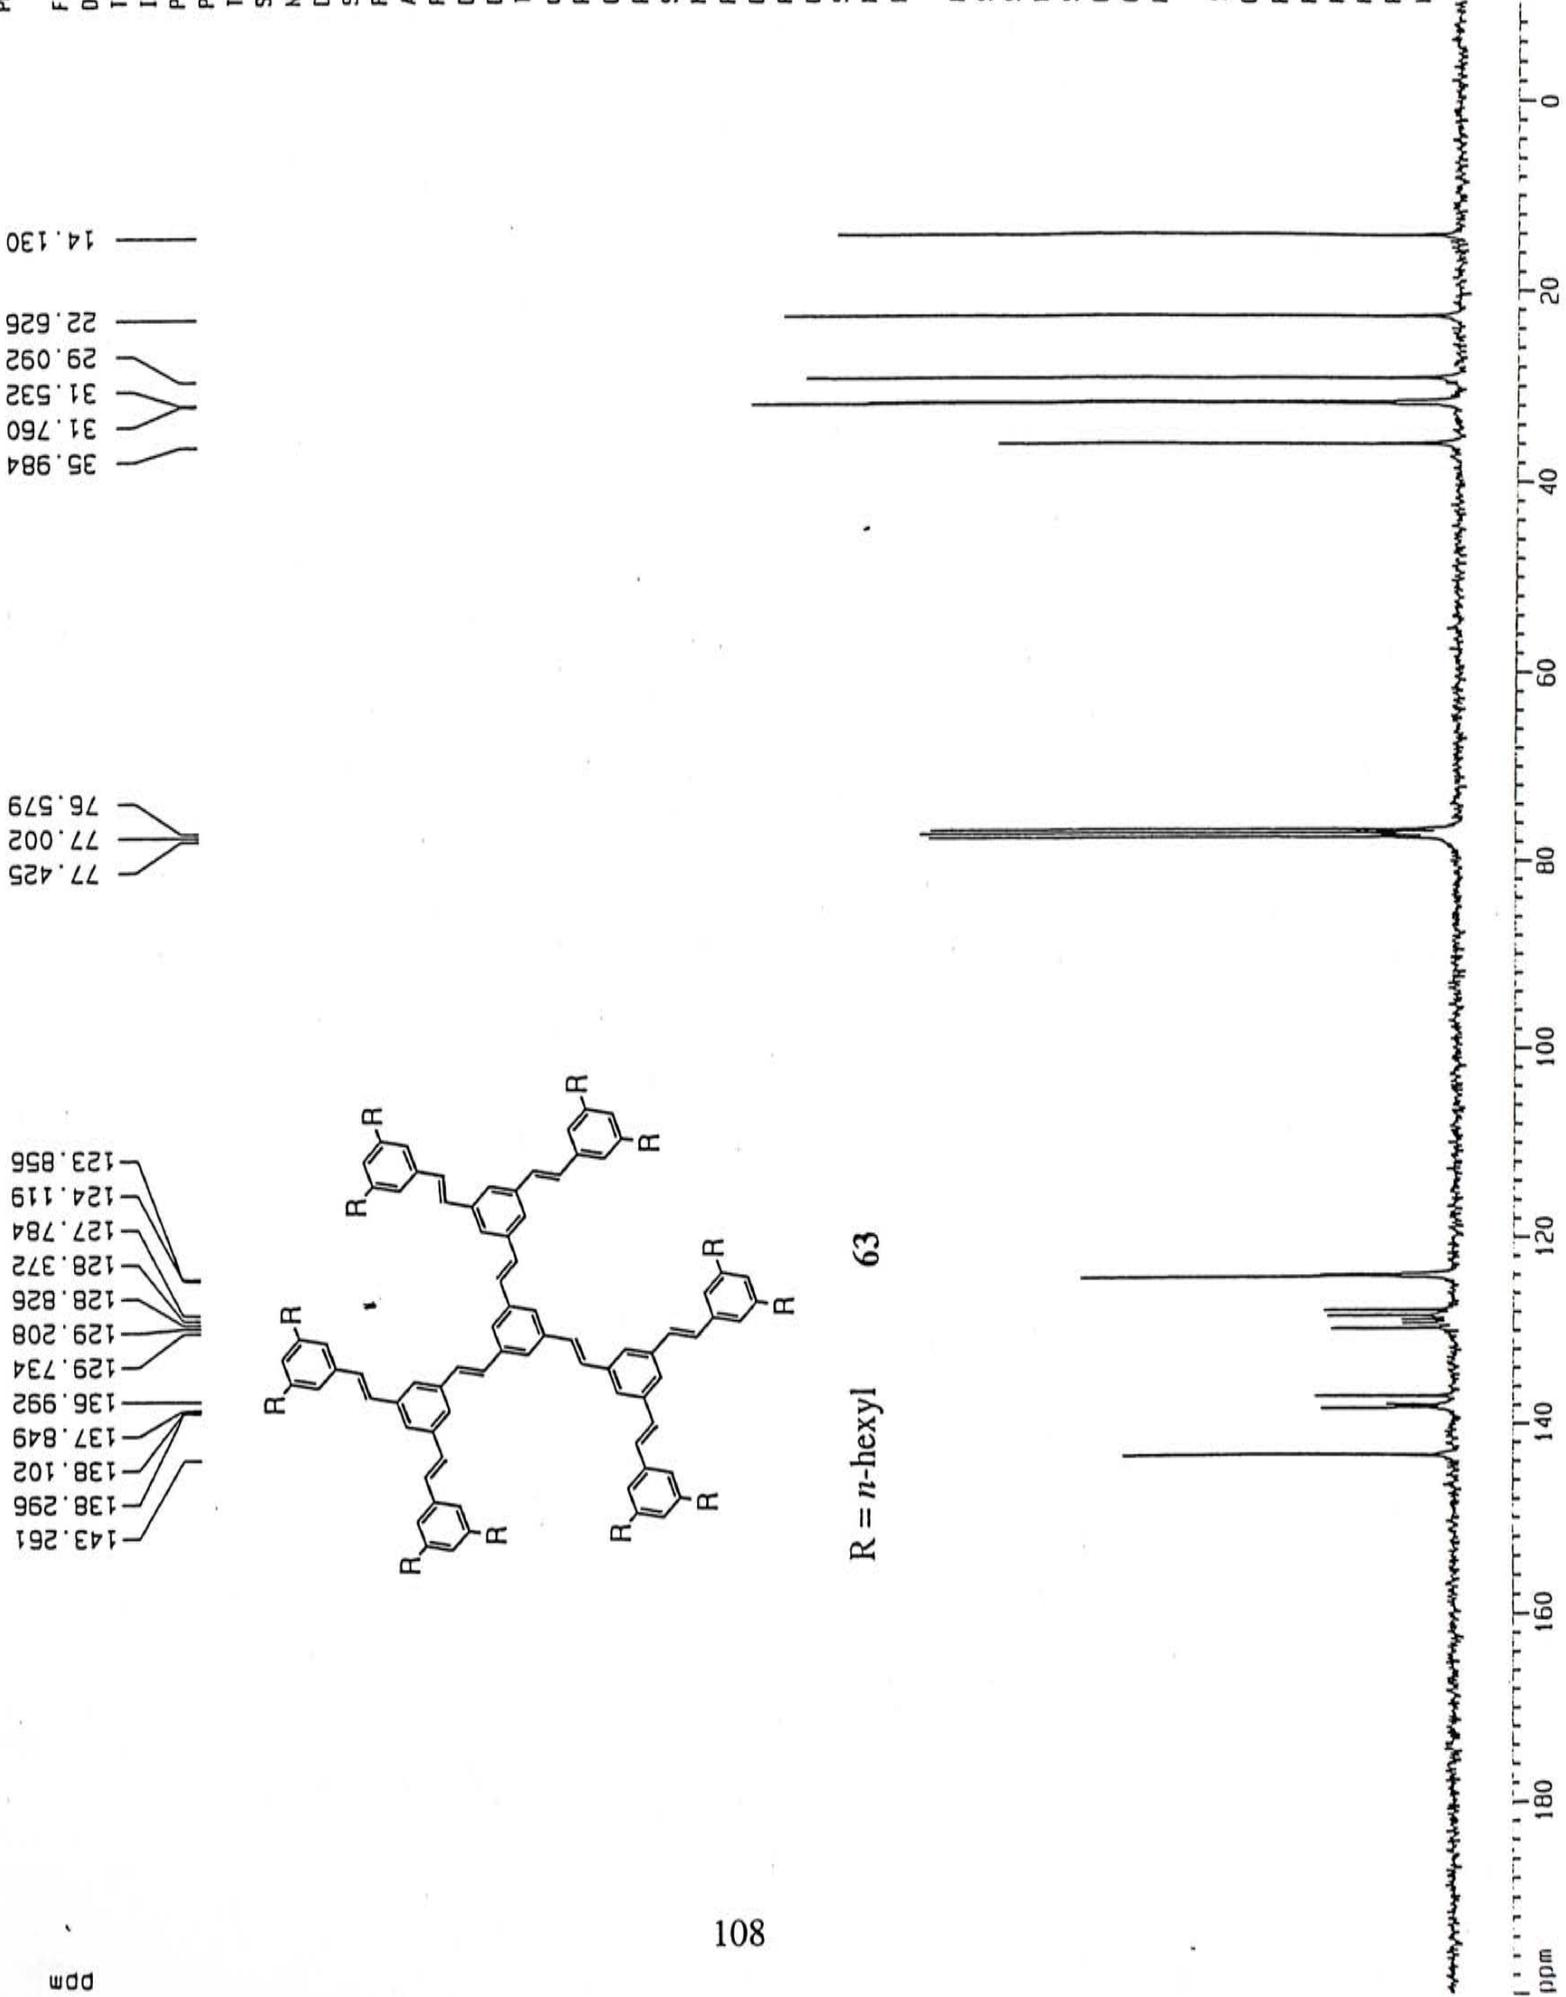 ppm
143.261
138.296
138.102
137.849
136.992
129.734
129.208
128.826
128.372
127.784
124.119
123.856
77.425
77.002
76.579
35.984
31.760
31.532
29.092
22.626
14.130
R
R
R
R
R
R
R
R
R
R
R
R
R = n-hexyl 63
108
ppm 180 160 140 120 100 80 60 40 20 0